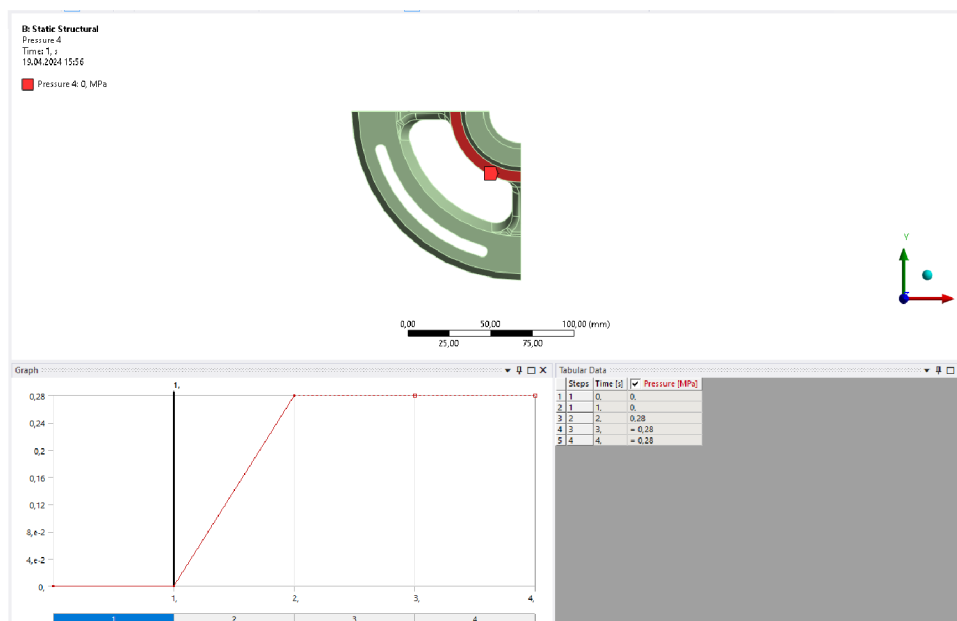 B: Static Structural
Pressure 4
Time: 1, s
19.04.2024 15:56
Pressure 4: 0, MPa
Y
0,00 50,00 100,00 (mm)
25,00 75,00
Graph
1,
0,28
0,24
0,2
0,16
0,12
8,e-2
4,e-2
0,
1, 2, 3, 4,
1 2 3 4
Tabular Data
Steps Time [s] Pressure [MPa]
1 1 0, 0,
2 1 1, 0,
3 2 2, 0,28
4 3 3, = 0,28
5 4 4, = 0,28